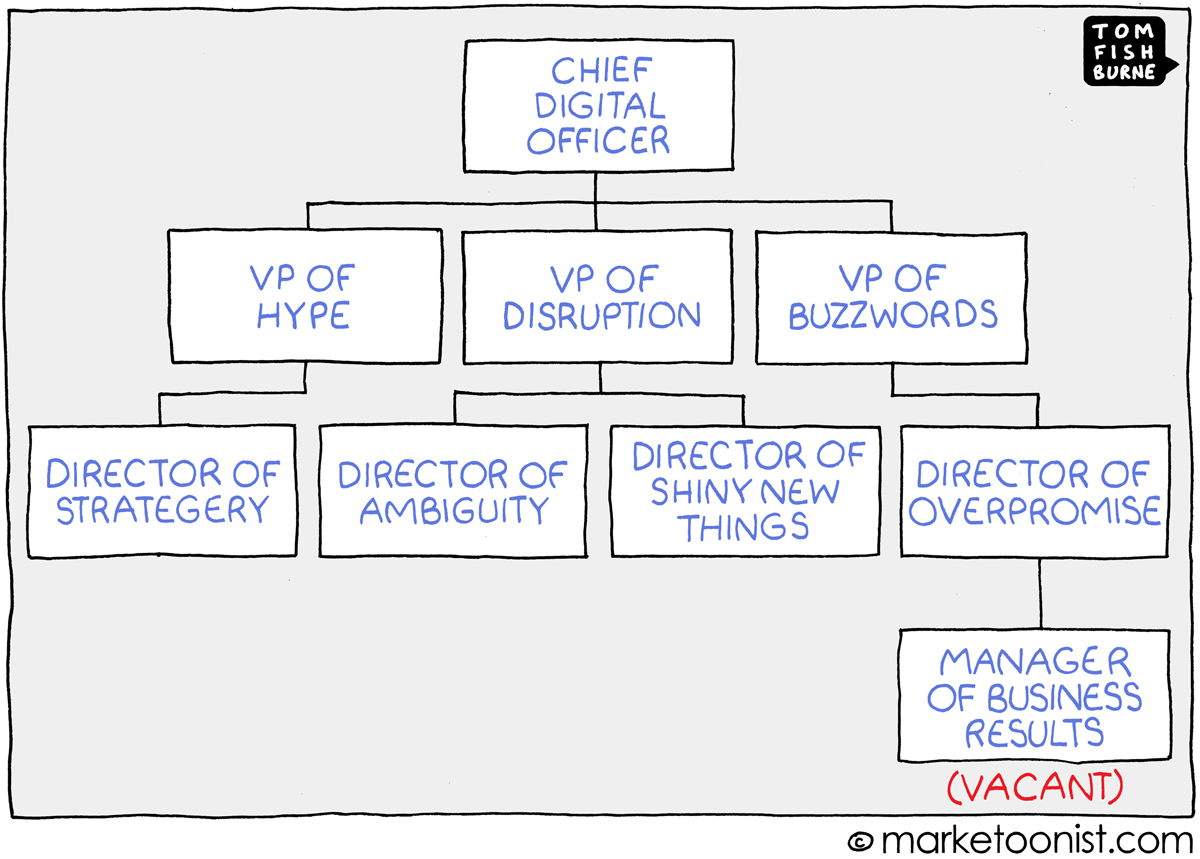 TOM
FISH
BURNE
CHIEF
DIGITAL
OFFICER
VP OF
HYPE
VP OF
DISRUPTION
VP OF
BUZZWORDS
DIRECTOR OF
STRATEGERY
DIRECTOR OF
AMBIGUITY
DIRECTOR OF
SHINY NEW
THINGS
DIRECTOR OF
OVERPROMISE
MANAGER
OF BUSINESS
RESULTS
(VACANT)
© marketoonist.com